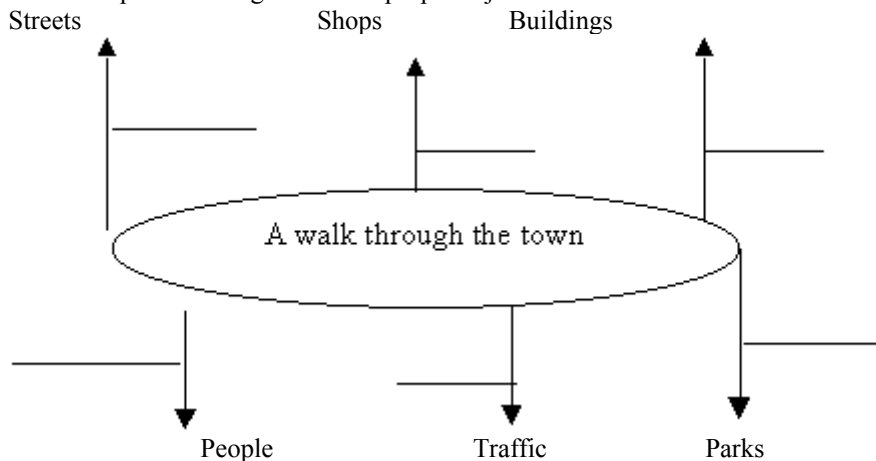 Streets Shops Buildings
A walk through the town
People Traffic Parks